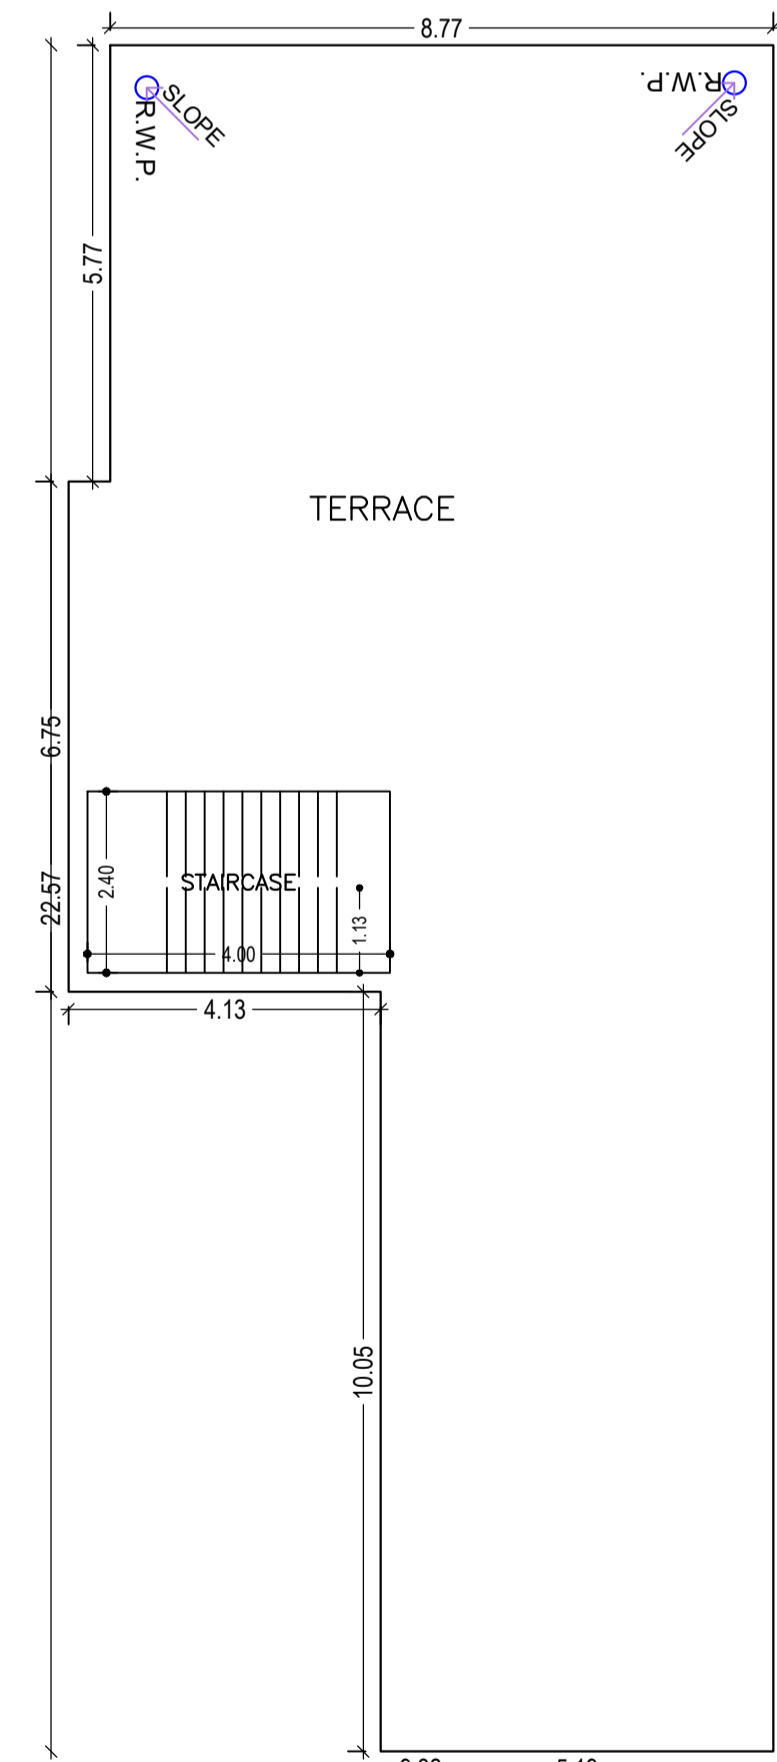 8.77
R.W.P.
SLOPE
R.W.P.
SLOPE
5.77
TERRACE
6.75
22.57
2.40
STAIRCASE
1.13
4.00
4.13
10.05